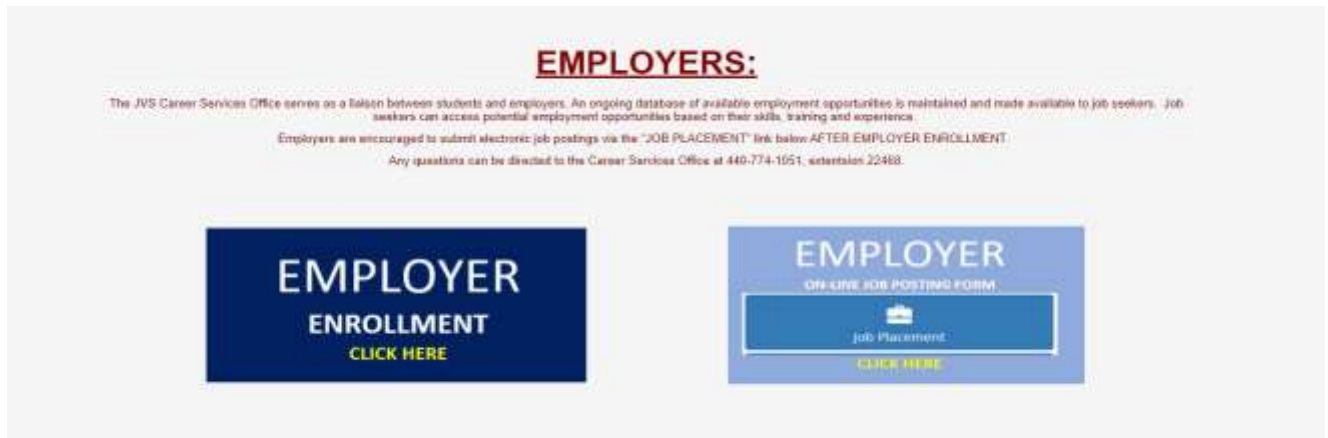 EMPLOYERS:
The JVS Career Services Office serves as a liaison between students and employers. An ongoing database of available employment opportunities is maintained and made available to job seekers. Job
seekers can access potential employment opportunities based on their skills, training and experience.
Employers are encouraged to submit electronic job postings via the "JOB PLACEMENT" link below AFTER EMPLOYER ENROLLMENT.
Any questions can be directed to the Career Services Office at 440-774-1051, extentsion 22468.
EMPLOYER
ENROLLMENT
CLICK HERE
EMPLOYER
ON-LINE JOB POSTING FORM
Job Placement
CLICK HERE